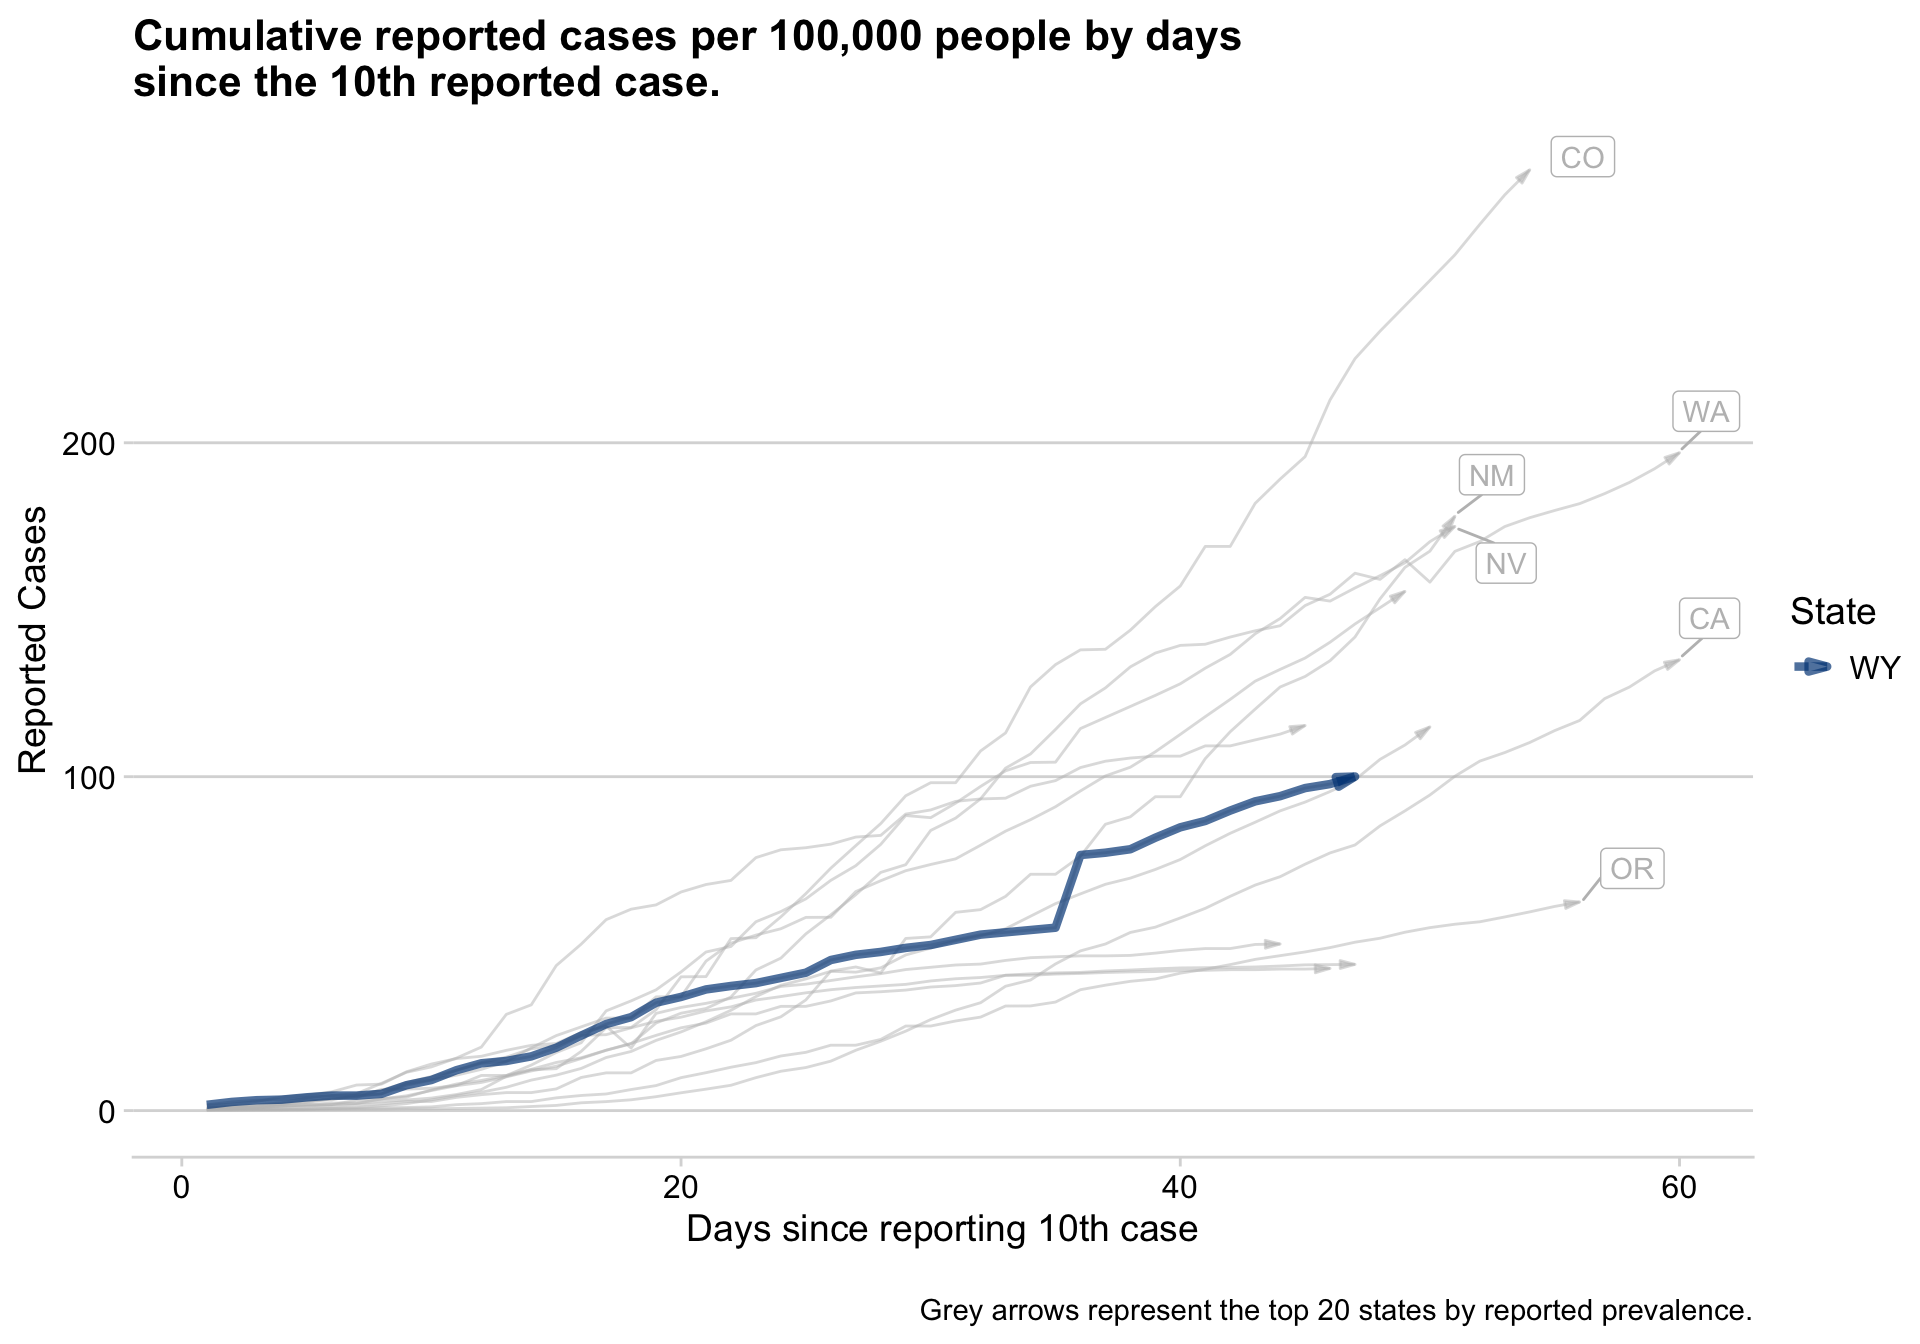 Cumulative reported cases per 100,000 people by days
since the 10th reported case.
CO
WA
200
NM
NV
Reported Cases
CA
State
WY
100
OR
0
0
20
40
60
Days since reporting 10th case
Grey arrows represent the top 20 states by reported prevalence.